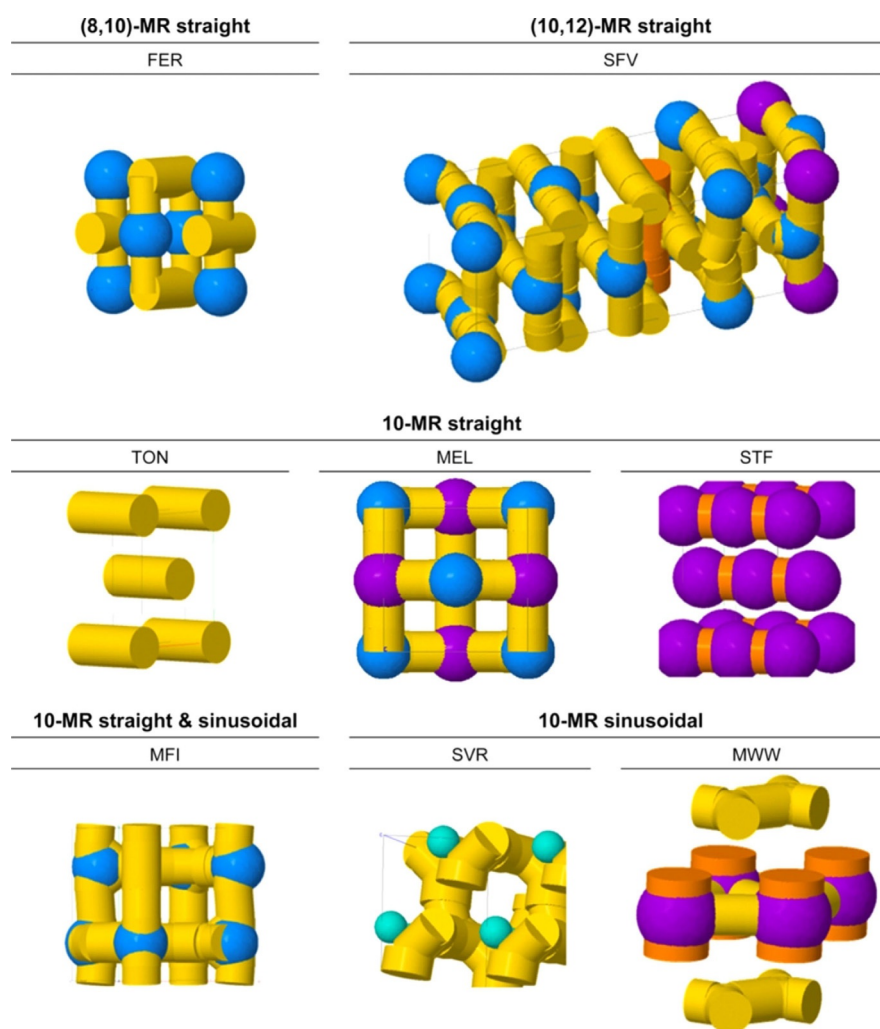 (8,10)-MR straight
(10,12)-MR straight
FER
SFV
10-MR straight
TON
MEL
STF
10-MR straight & sinusoidal
10-MR sinusoidal
MFI
SVR
MWW